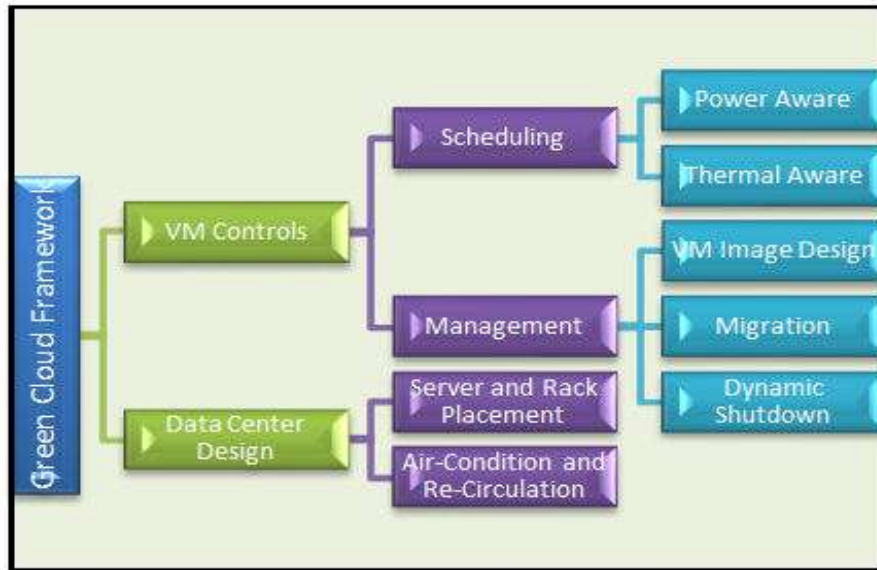 Green Cloud Framework
VM Controls
Scheduling
Power Aware
Thermal Aware
Management
VM Image Design
Migration
Dynamic
Shutdown
Data Center
Design
Server and Rack
Placement
Air-Condition and
Re-Circulation